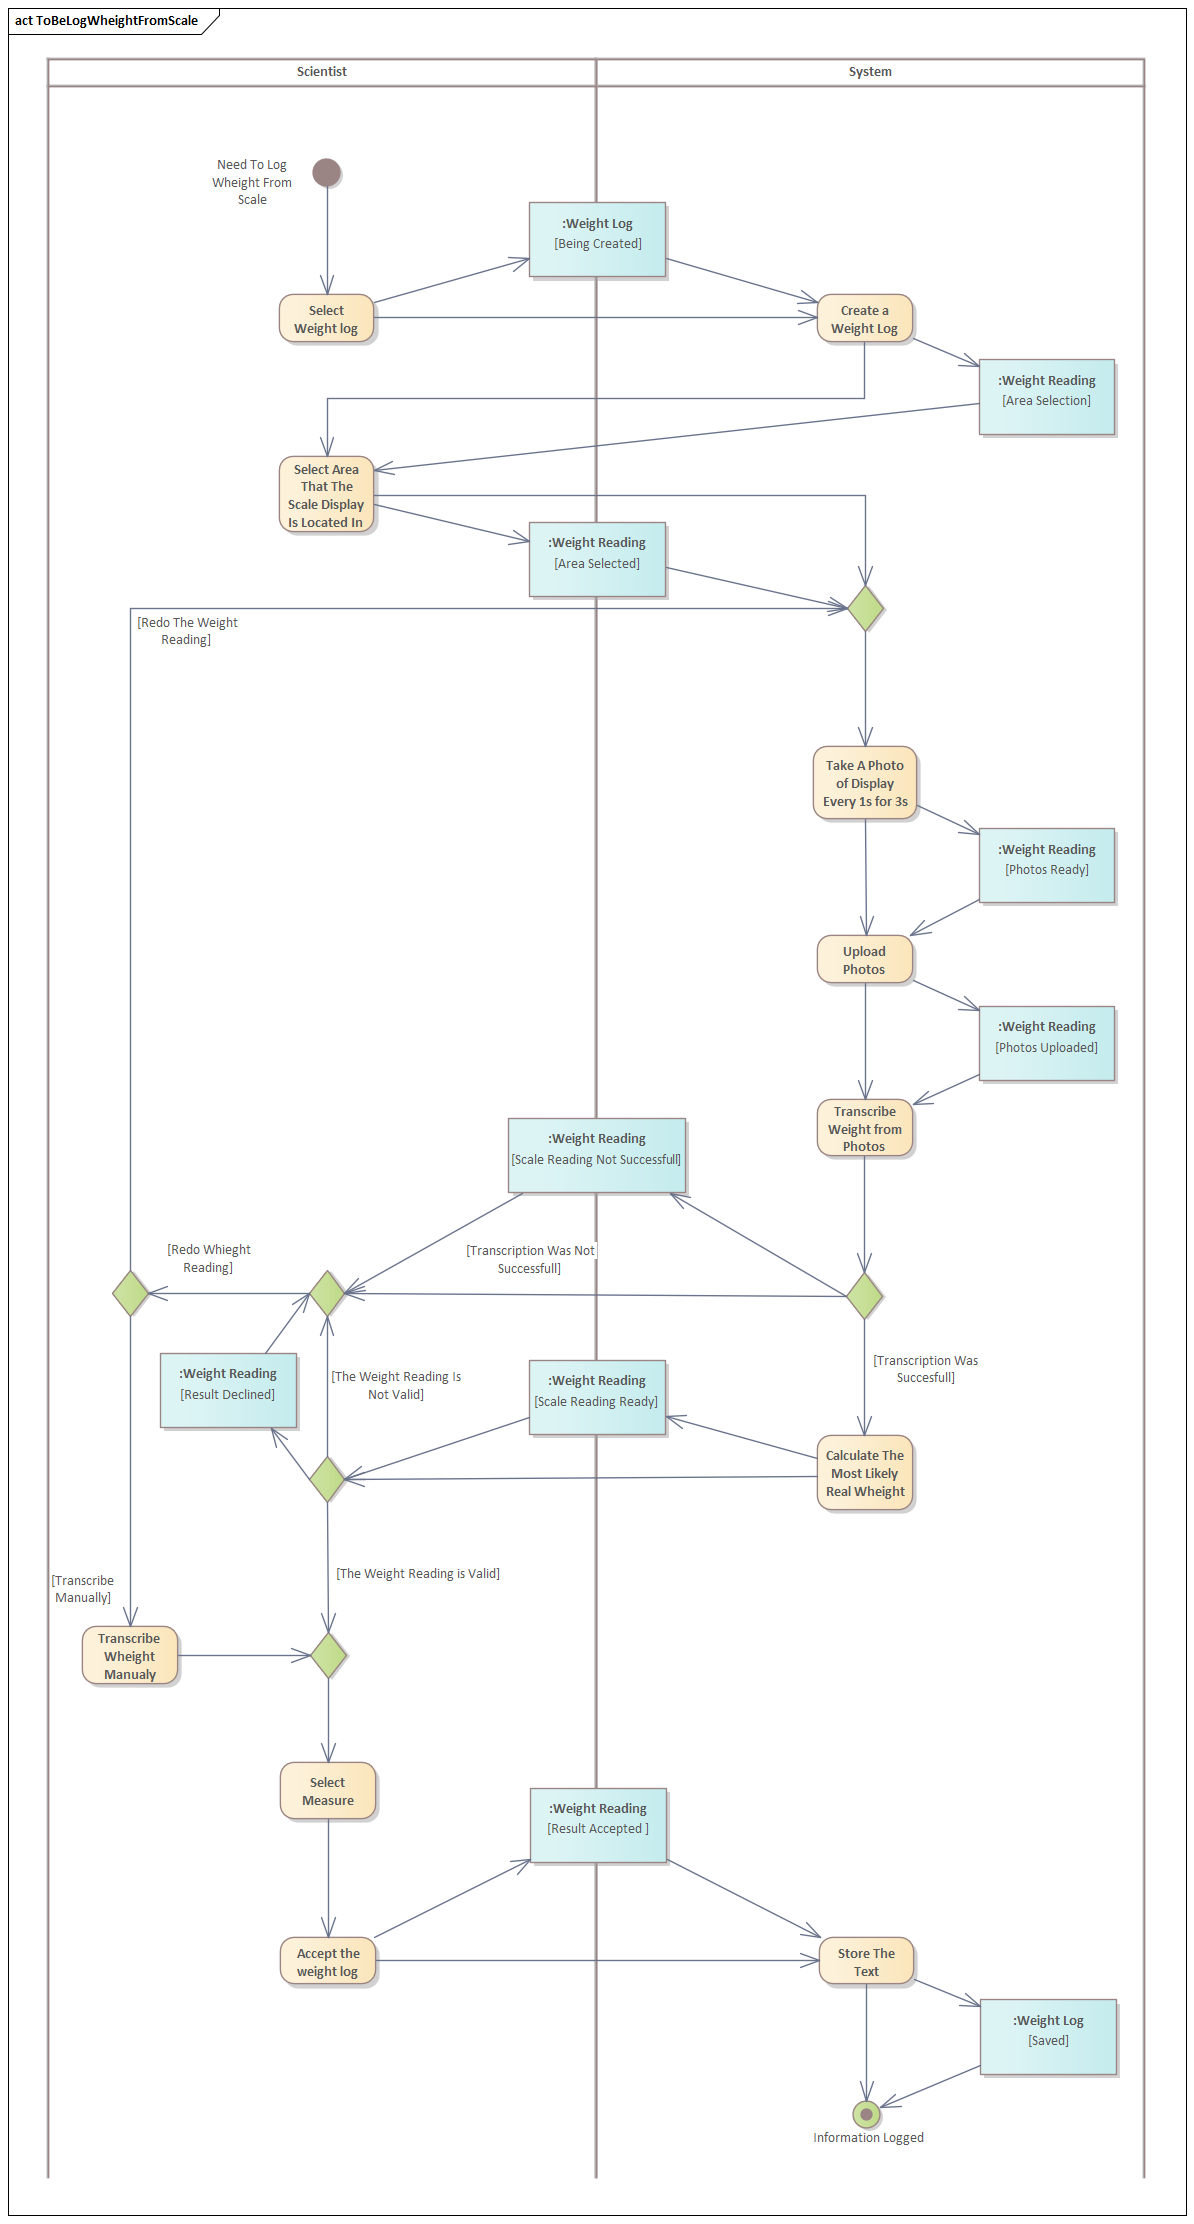 act ToBeLogWheightFromScale
Scientist
System
Need To Log
Wheight From
Scale
:Weight Log
[Being Created]
Select
Weight log
Create a
Weight Log
:Weight Reading
[Area Selection]
Select Area
That The
Scale Display
Is Located In
:Weight Reading
[Area Selected]
[Redo The Weight
Reading]
Take A Photo
of Display
Every 1s for 3s
:Weight Reading
[Photos Ready]
Upload
Photos
:Weight Reading
[Photos Uploaded]
Transcribe
Weight from
Photos
:Weight Reading
[Scale Reading Not Successfull]
[Redo Whieght
Reading]
[Transcription Was Not
Successfull]
:Weight Reading
[Result Declined]
[The Weight Reading Is
Not Valid]
:Weight Reading
[Scale Reading Ready]
[Transcription Was
Succesfull]
Calculate The
Most Likely
Real Wheight
[The Weight Reading is Valid]
[Transcribe
Manually]
Transcribe
Wheight
Manualy
Select
Measure
:Weight Reading
[Result Accepted ]
Accept the
weight log
Store The
Text
:Weight Log
[Saved]
Information Logged